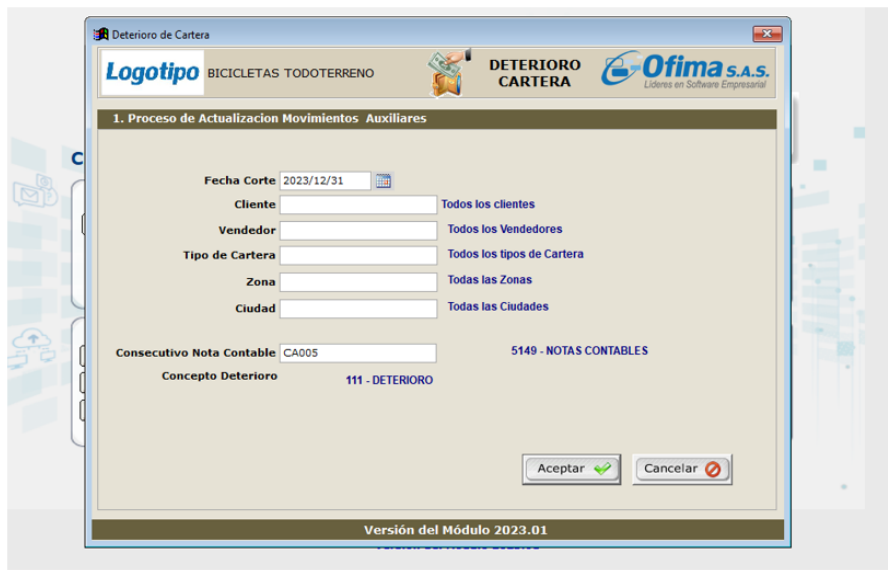 Deterioro de Cartera
Logotipo BICICLETAS TODOTERRENO
DETERIORO
CARTERA
Ofima S.A.S.
Lideres en Software Empresarial
1. Proceso de Actualizacion Movimientos Auxiliares
C
Fecha Corte 2023/12/31
Cliente Todos los clientes
Vendedor Todos los Vendedores
Tipo de Cartera Todos los tipos de Cartera
Zona Todas las Zonas
Ciudad Todas las Ciudades
Consecutivo Nota Contable CA005 5149 - NOTAS CONTABLES
Concepto Deterioro 111 - DETERIORO
Aceptar Cancelar
Versión del Módulo 2023.01